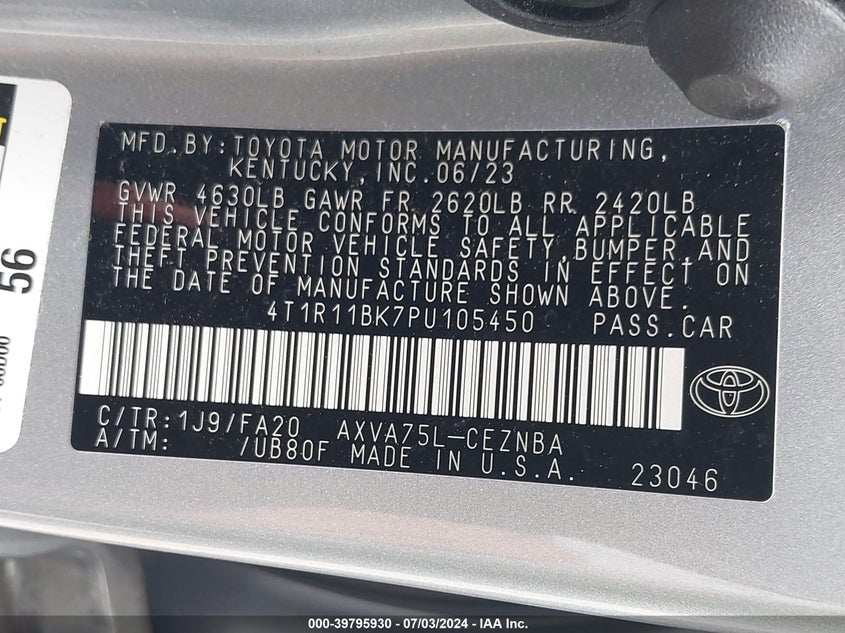 MFD.BY:TOYOTA MOTOR MANUFACTURING,
KENTUCKY,INC.06/23
GVWR 4630LB GAWR FR 2620LB RR 2420LB
THIS VEHICLE CONFORMS TO ALL APPLICABLE
FEDERAL MOTOR VEHICLE SAFETY,BUMPER,AND
THEFT PREVENTION STANDARDS IN EFFECT ON
THE DATE OF MANUFACTURE SHOWN ABOVE.
4T1R11BK7PU105450 PASS.CAR
C/TR:1J9/FA20 AXVA75L-CEZNBA
A/TM: /UB80F MADE IN U.S.A. 23046
56
000-39795930 / 07/03/2024 - IAA Inc.